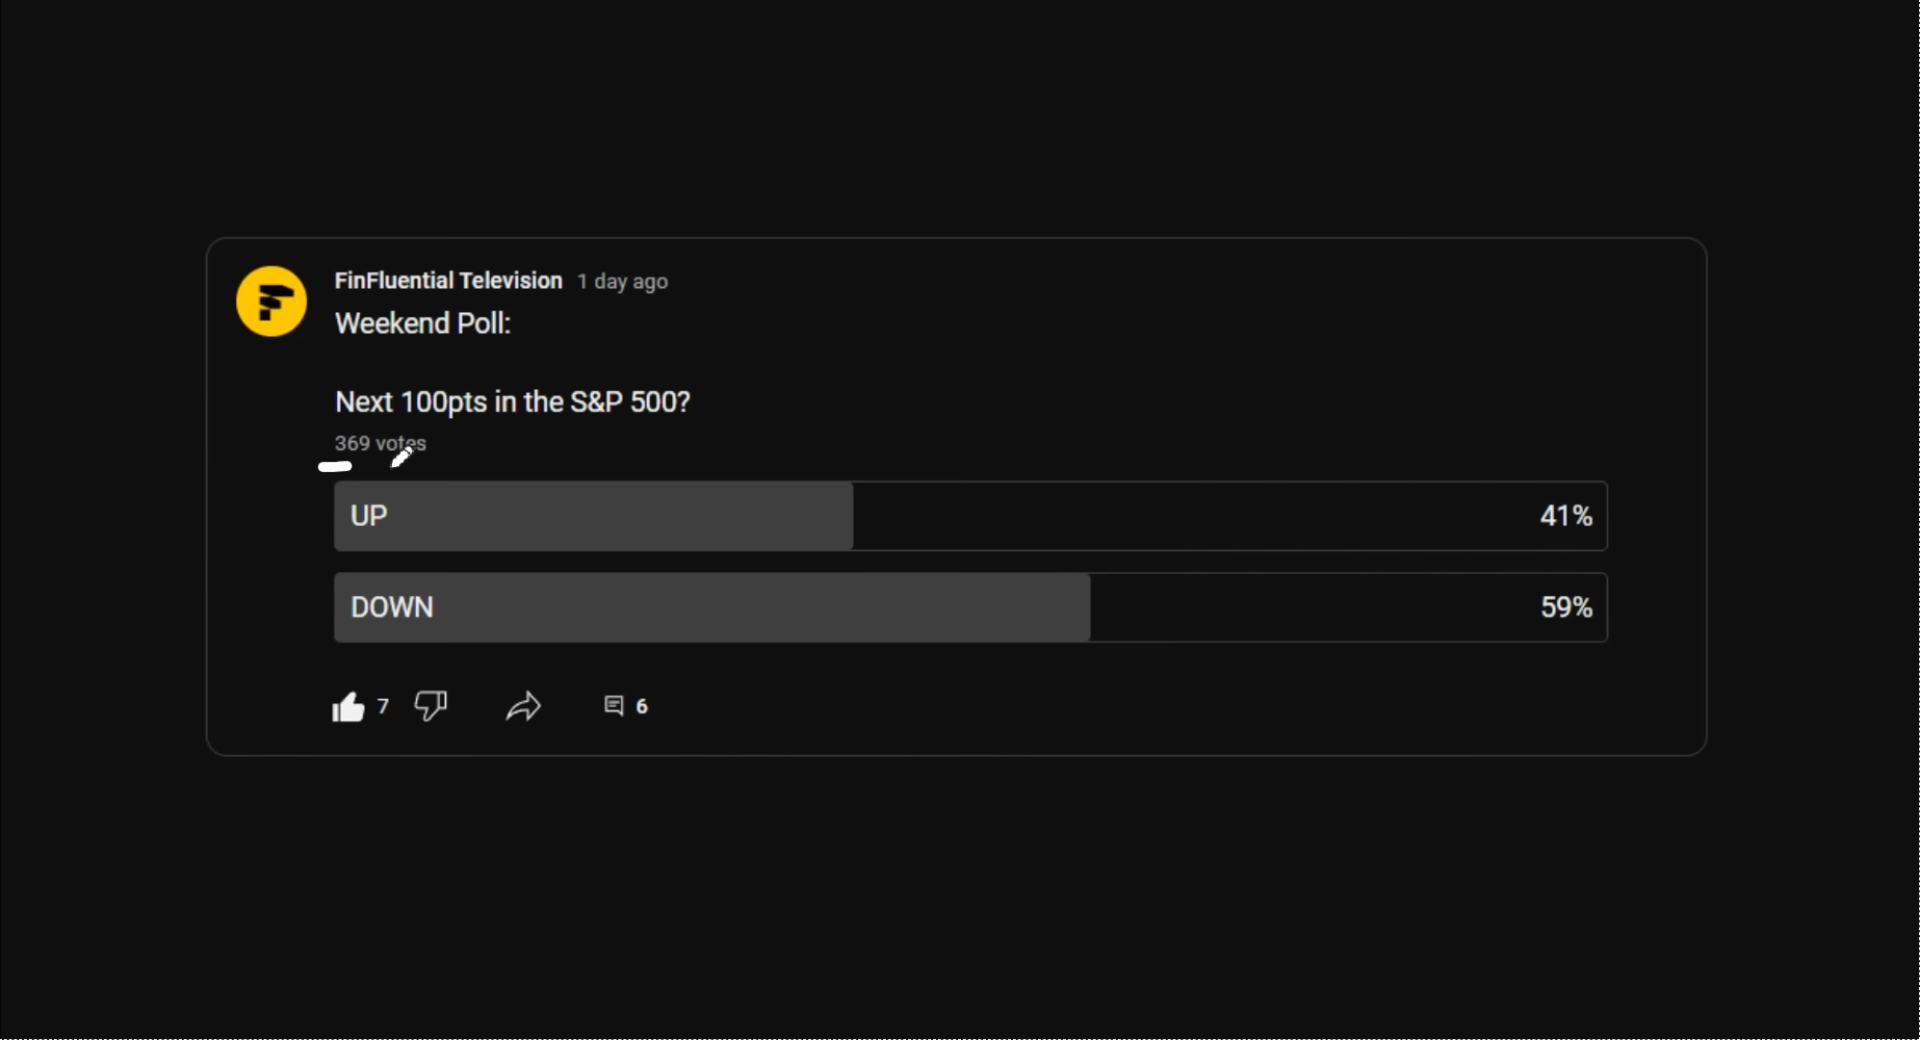 FinFluential Television 1 day ago
Weekend Poll:
Next 100pts in the S&P 500?
369 votes
UP 41%
DOWN 59%
7 6